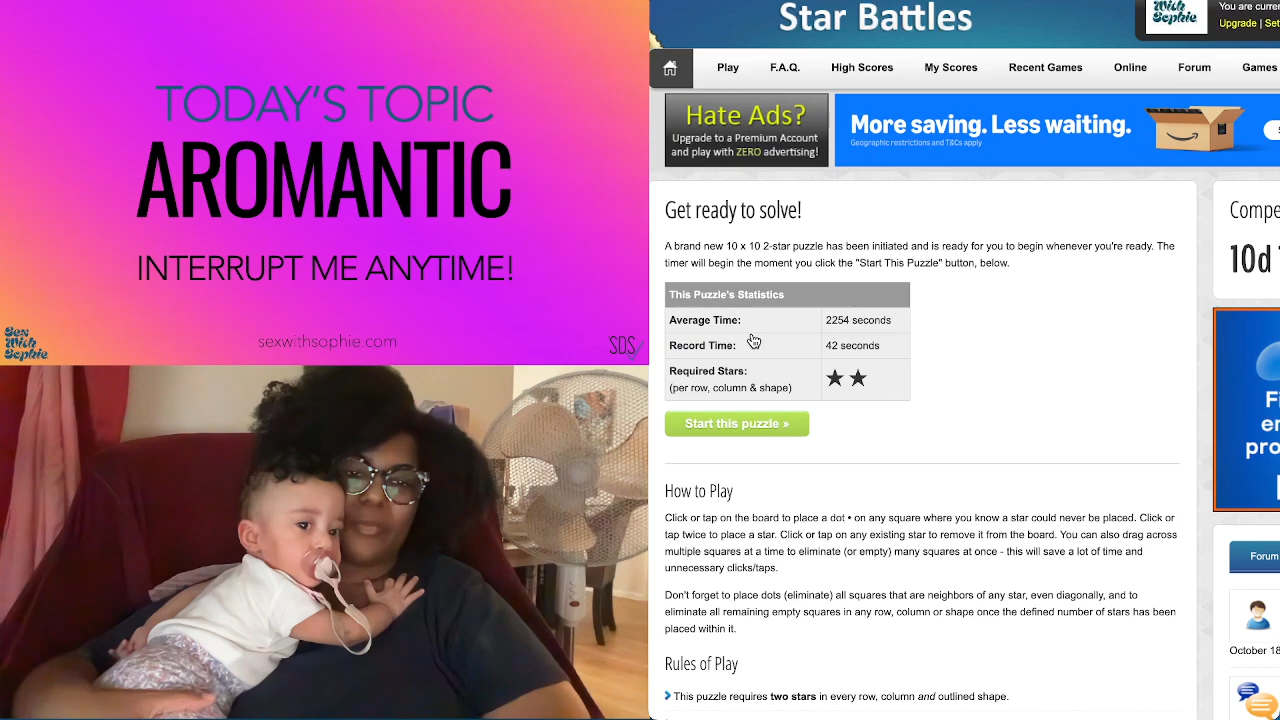 TODAY'S TOPIC
AROMANTIC
INTERRUPT ME ANYTIME!
sexwithsophie.com
Sex
With
Sophie
SDS
Star Battles
With
Sophie
You are curre
Upgrade | Set
Play
F.A.Q.
High Scores
My Scores
Recent Games
Online
Forum
Games
Hate Ads?
Upgrade to a Premium Account
and play with ZERO advertising!
More saving. Less waiting.
Geographic restrictions and T&Cs apply
Get ready to solve!
A brand new 10 x 10 2-star puzzle has been initiated and is ready for you to begin whenever you're ready. The
timer will begin the moment you click the "Start This Puzzle" button, below.
This Puzzle's Statistics
Average Time: 2254 seconds
Record Time: 42 seconds
Required Stars:
(per row, column & shape)
Start this puzzle »
How to Play
Click or tap on the board to place a dot • on any square where you know a star could never be placed. Click or
tap twice to place a star. Click or tap on any existing star to remove it from the board. You can also drag across
multiple squares at a time to eliminate (or empty) many squares at once - this will save a lot of time and
unnecessary clicks/taps.
Don't forget to place dots (eliminate) all squares that are neighbors of any star, even diagonally, and to
eliminate all remaining empty squares in any row, column or shape once the defined number of stars has been
placed within it.
Rules of Play
This puzzle requires two stars in every row, column and outlined shape.
Compe
10d
Fi
en
pro
Forum
October 18